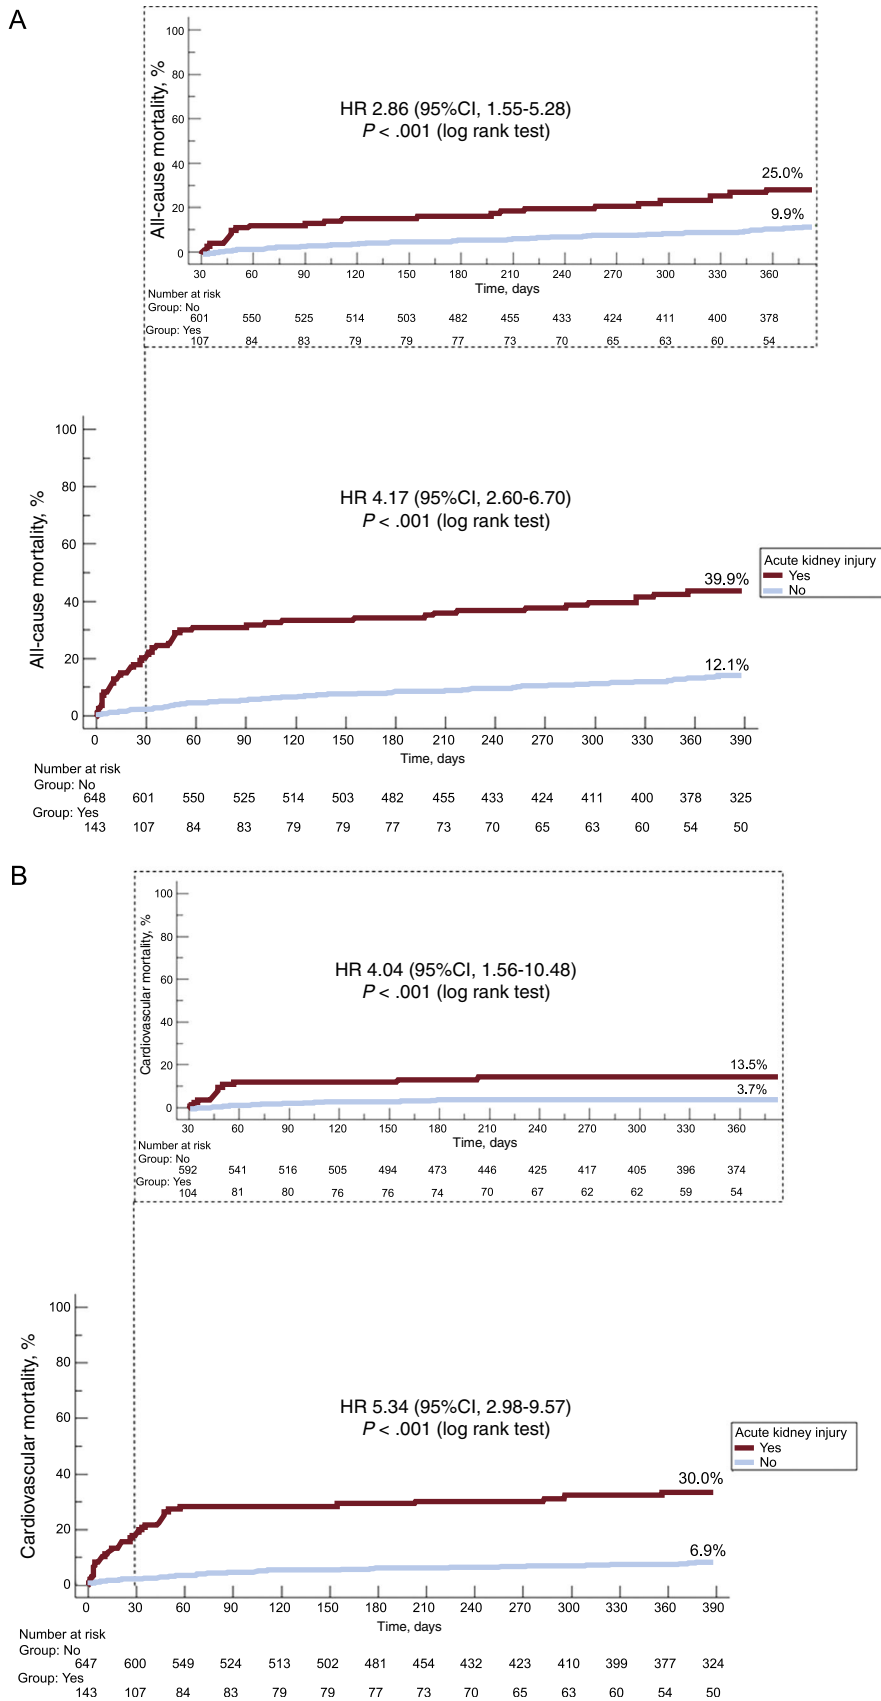 A
All-cause mortality, %
100
80
60
40
20
0
HR 2.86 (95%CI, 1.55-5.28)
P < .001 (log rank test)
25.0%
9.9%
30 60 90 120 150 180 210 240 270 300 330 360
Time, days
Number at risk
Group: No
601 550 525 514 503 482 455 433 424 411 400 378
Group: Yes
107 84 83 79 79 77 73 70 65 63 60 54
All-cause mortality, %
100
80
60
40
20
0
HR 4.17 (95%CI, 2.60-6.70)
P < .001 (log rank test)
Acute kidney injury
Yes
No
39.9%
12.1%
0 30 60 90 120 150 180 210 240 270 300 330 360 390
Time, days
Number at risk
Group: No
648 601 550 525 514 503 482 455 433 424 411 400 378 325
Group: Yes
143 107 84 83 79 79 77 73 70 65 63 60 54 50
B
Cardiovascular mortality, %
100
80
60
40
20
0
HR 4.04 (95%CI, 1.56-10.48)
P < .001 (log rank test)
13.5%
3.7%
30 60 90 120 150 180 210 240 270 300 330 360
Time, days
Number at risk
Group: No
592 541 516 505 494 473 446 425 417 405 396 374
Group: Yes
104 81 80 76 76 74 70 67 62 62 59 54
Cardiovascular mortality, %
100
80
60
40
20
0
HR 5.34 (95%CI, 2.98-9.57)
P < .001 (log rank test)
Acute kidney injury
Yes
No
30.0%
6.9%
0 30 60 90 120 150 180 210 240 270 300 330 360 390
Time, days
Number at risk
Group: No
647 600 549 524 513 502 481 454 432 423 410 399 377 324
Group: Yes
143 107 84 83 79 79 77 73 70 65 63 60 54 50